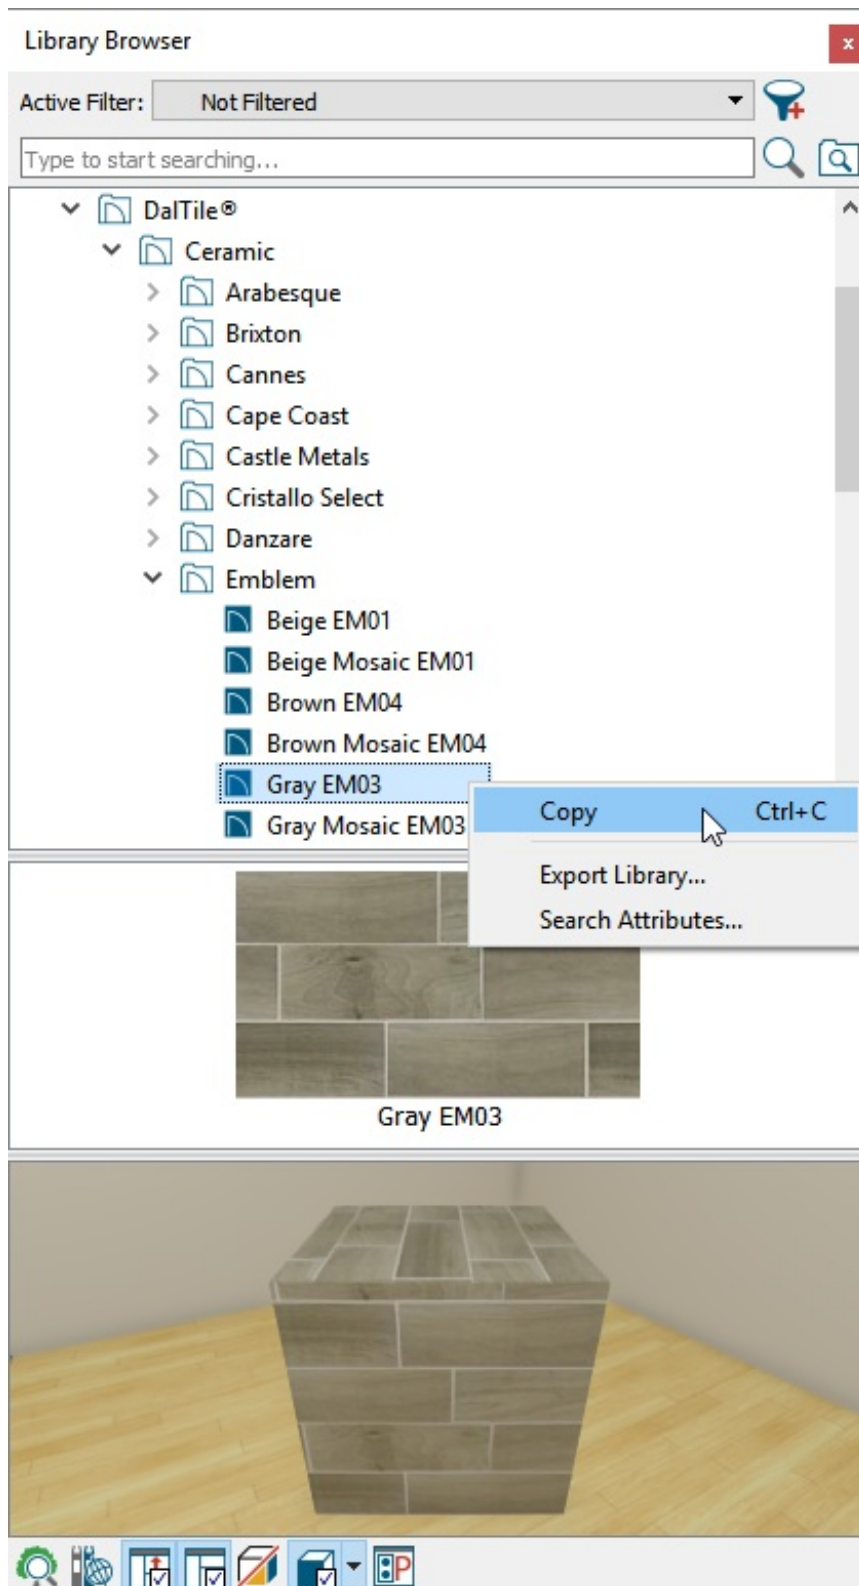 Library Browser
x
Active Filter: Not Filtered
Type to start searching...
DalTile®
Ceramic
Arabesque
Brixton
Cannes
Cape Coast
Castle Metals
Cristallo Select
Danzare
Emblem
Beige EM01
Beige Mosaic EM01
Brown EM04
Brown Mosaic EM04
Gray EM03
Copy Ctrl+C
Gray Mosaic EM03
Export Library...
Search Attributes...
Gray EM03
P